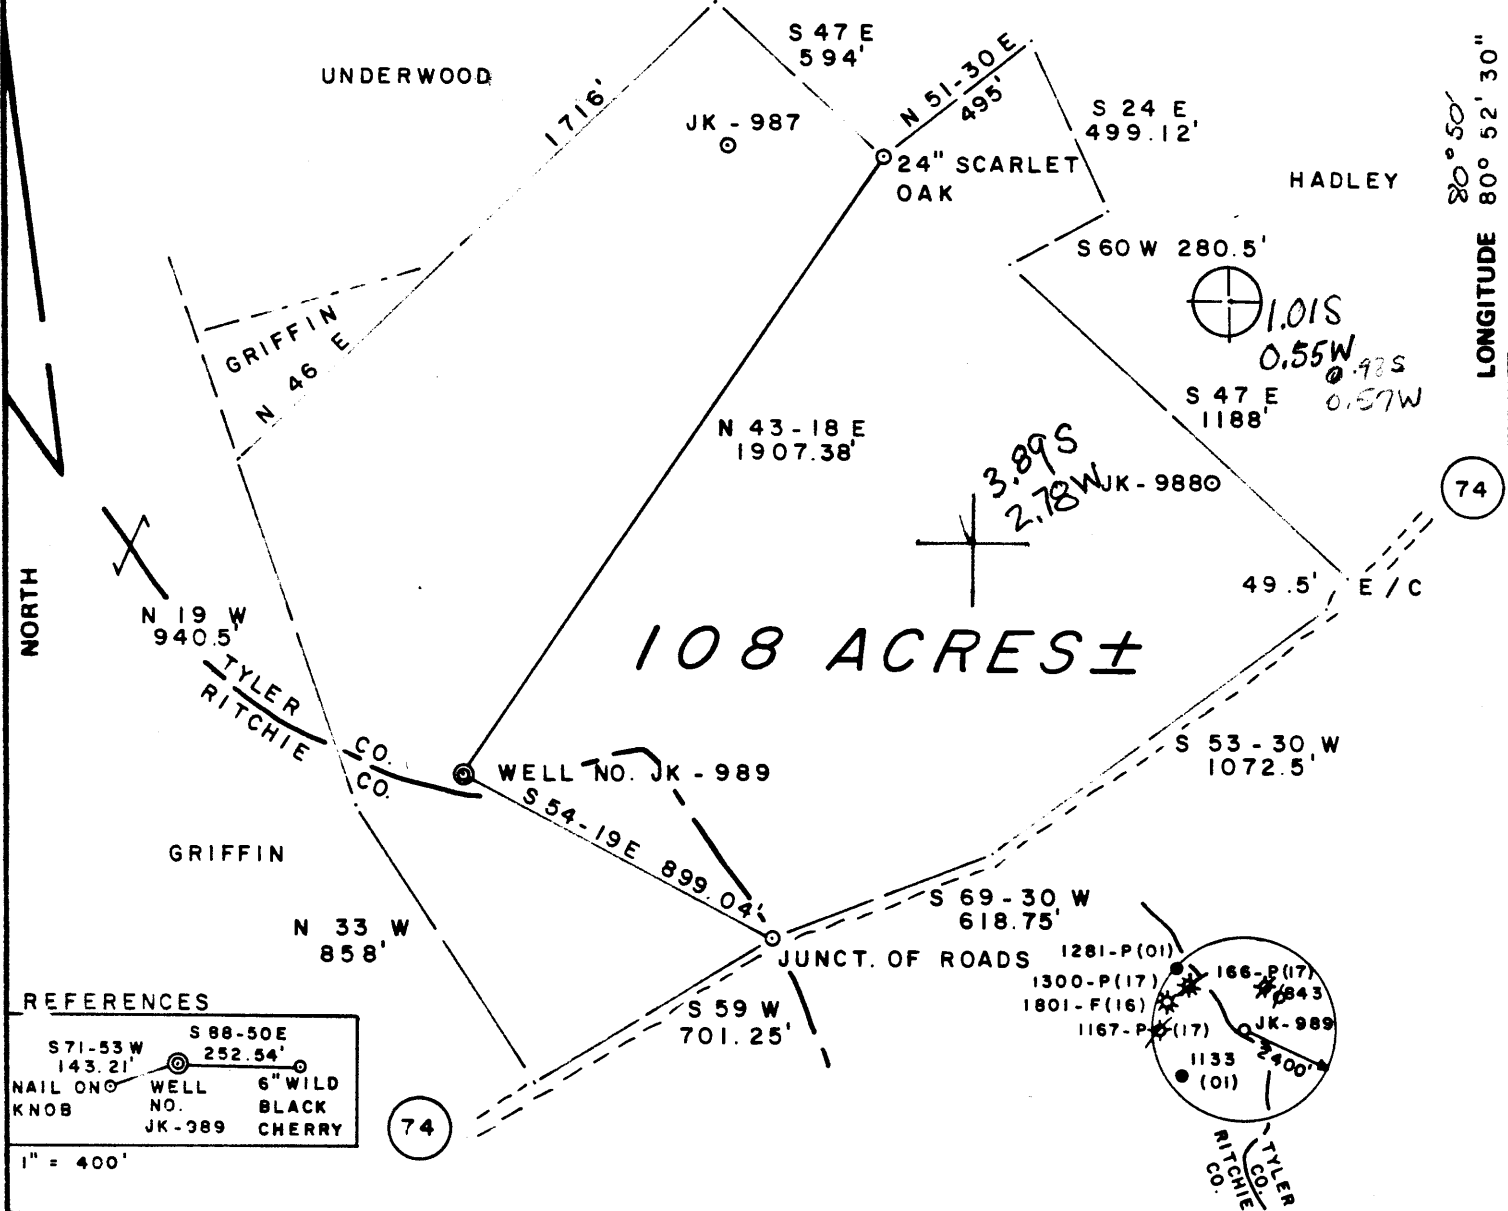 S 47 E
594'
UNDERWOOD
1716'
JK - 987
N 51-30 E
495'
S 24 E
499.12'
24" SCARLET
OAK
HADLEY
80° 50'
LONGITUDE 80° 52' 30"
S 60 W 280.5'
1.01S
0.55W
.98S
0.57W
GRIFFIN
N 46 E
S 47 E
1188'
N 43-18 E
1907.38'
3.89S
2.78W
JK - 988
74
NORTH
49.5'
E / C
N 19 W
940.5'
108 ACRES ±
TYLER CO.
RITCHIE CO.
WELL NO. JK - 989
S 53-30 W
1072.5'
S 54-19 E 899.04'
GRIFFIN
N 33 W
858'
S 69-30 W
618.75'
JUNCT. OF ROADS
S 59 W
701.25'
1281-P(01)
1300-P(17)
166-P(17)
1801-F(16)
843
1167-P(17)
JK-989
2400'
1133
(01)
TYLER
CO.
RITCHIE
CO.
REFERENCES
S 71-53 W
143.21'
S 88-50 E
252.54'
NAIL ON
KNOB
WELL
NO.
JK-989
6" WILD
BLACK
CHERRY
74
1" = 400'